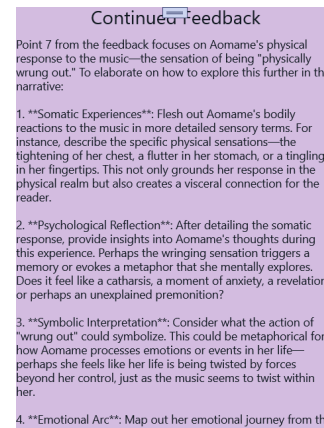 Continued Feedback
Point 7 from the feedback focuses on Aomame's physical
response to the music—the sensation of being "physically
wrung out." To elaborate on how to explore this further in th
narrative:
1. **Somatic Experiences**: Flesh out Aomame's bodily
reactions to the music in more detailed sensory terms. For
instance, describe the specific physical sensations—the
tightening of her chest, a flutter in her stomach, or a tingling
in her fingertips. This not only grounds her response in the
physical realm but also creates a visceral connection for the
reader.
2. **Psychological Reflection**: After detailing the somatic
response, provide insights into Aomame's thoughts during
this experience. Perhaps the wringing sensation triggers a
memory or evokes a metaphor that she mentally explores.
Does it feel like a catharsis, a moment of anxiety, a revelation
or perhaps an unexplained premonition?
3. **Symbolic Interpretation**: Consider what the action of
"wrung out" could symbolize. This could be metaphorical for
how Aomame processes emotions or events in her life—
perhaps she feels like her life is being twisted by forces
beyond her control, just as the music seems to twist within
her.
4. **Emotional Arc**: Map out her emotional journey from th